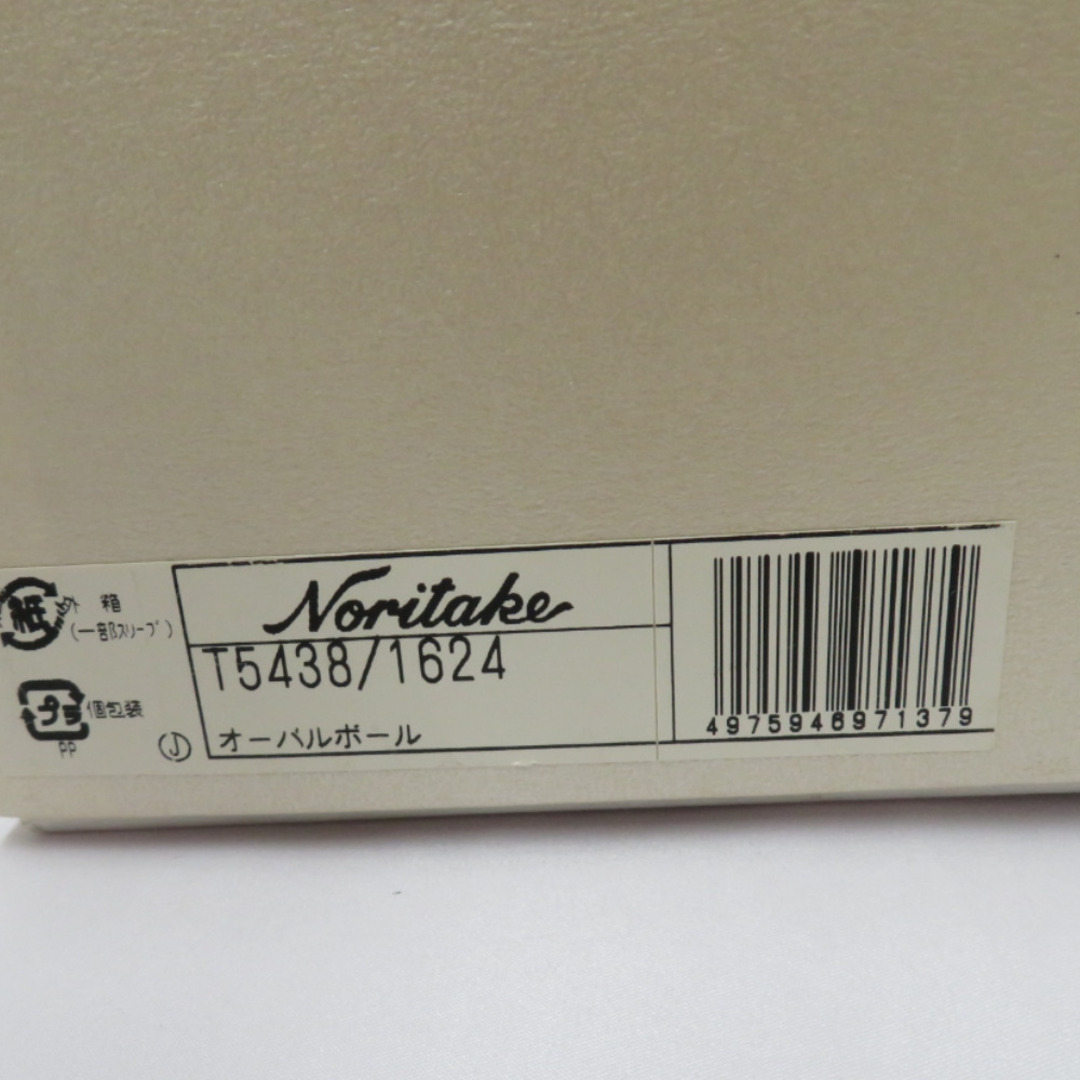 紙
外箱
(一部スリーブ)
プラ
個包装
PP
J
Noritake
T5438/1624
オーバルボール
4975946971379